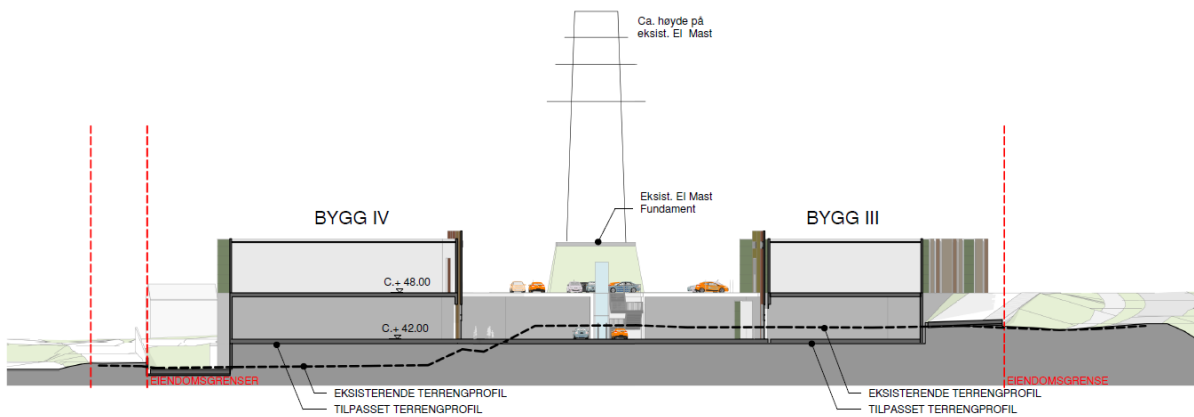 Ca. høyde på
eksist. El Mast
Eksist. El Mast
Fundament
BYGG IV
BYGG III
C.+ 48.00
C.+ 42.00
EIENDOMSGRENSER
EIENDOMSGRENSE
EKSISTERENDE TERRENGPROFIL
TILPASSET TERRENGPROFIL
EKSISTERENDE TERRENGPROFIL
TILPASSET TERRENGPROFIL